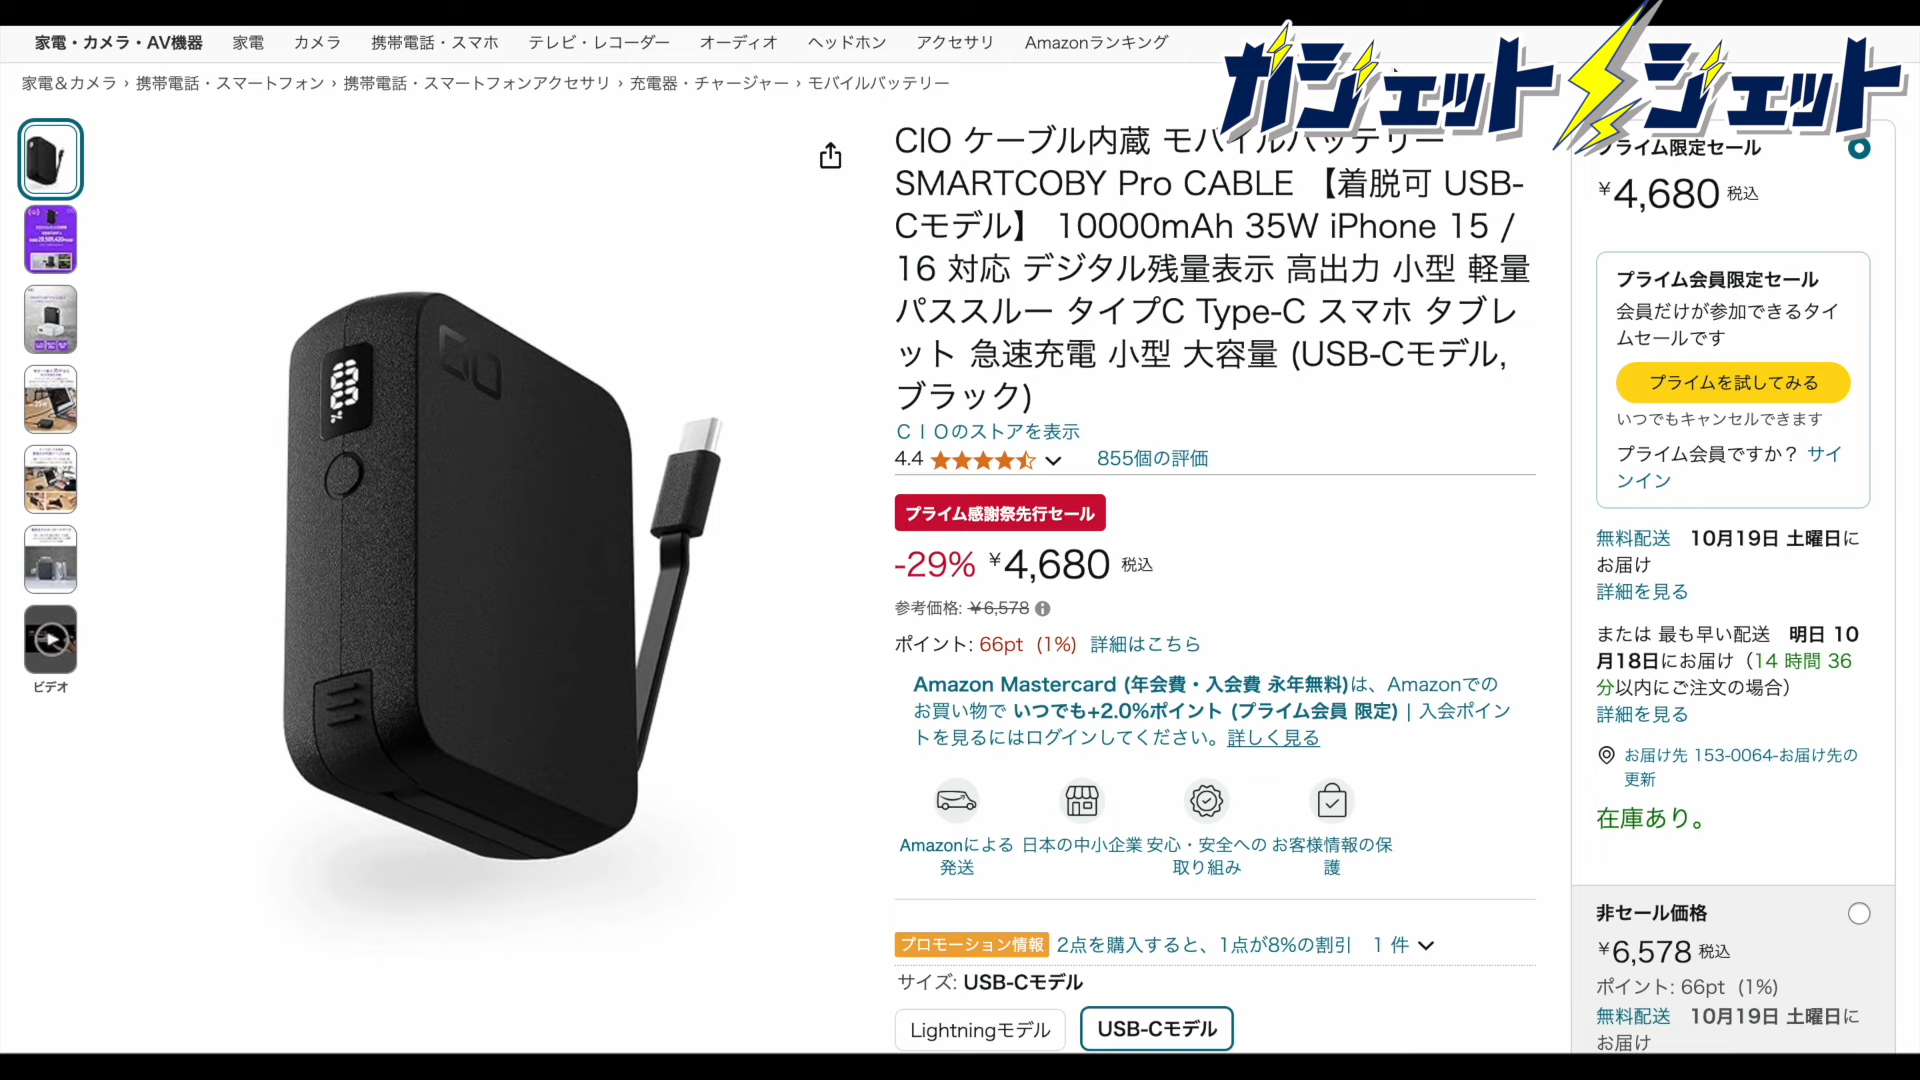 家電・カメラ・AV機器 家電 カメラ 携帯電話・スマホ テレビ・レコーダー オーディオ ヘッドホン アクセサリ Amazonランキング
ガジェットジェット
家電＆カメラ › 携帯電話・スマートフォン › 携帯電話・スマートフォンアクセサリ › 充電器・チャージャー › モバイルバッテリー
CIO ケーブル内蔵 モバイルバッテリー
SMARTCOBY Pro CABLE 【着脱可 USB-
Cモデル】 10000mAh 35W iPhone 15 /
16 対応 デジタル残量表示 高出力 小型 軽量
パススルー タイプC Type-C スマホ タブレ
ット 急速充電 小型 大容量 (USB-Cモデル,
ブラック)
ＣＩＯのストアを表示
4.4 855個の評価
プライム感謝祭先行セール
-29% ￥4,680 税込
参考価格: ￥6,578
ポイント: 66pt (1%) 詳細はこちら
Amazon Mastercard (年会費・入会費 永年無料)は、Amazonでの
お買い物で いつでも+2.0%ポイント (プライム会員 限定) | 入会ポイン
トを見るにはログインしてください。詳しく見る
Amazonによる
発送
日本の中小企業
安心・安全への
取り組み
お客様情報の保
護
プロモーション情報 2点を購入すると、1点が8%の割引 1 件
サイズ: USB-Cモデル
Lightningモデル USB-Cモデル
100%
CIO
ビデオ
プライム限定セール
￥4,680 税込
プライム会員限定セール
会員だけが参加できるタイ
ムセールです
プライムを試してみる
いつでもキャンセルできます
プライム会員ですか？ サイ
ンイン
無料配送 10月19日 土曜日に
お届け
詳細を見る
または 最も早い配送 明日 10
月18日にお届け（14 時間 36
分以内にご注文の場合）
詳細を見る
お届け先 153-0064-お届け先の
更新
在庫あり。
非セール価格
￥6,578 税込
ポイント: 66pt (1%)
無料配送 10月19日 土曜日に
お届け